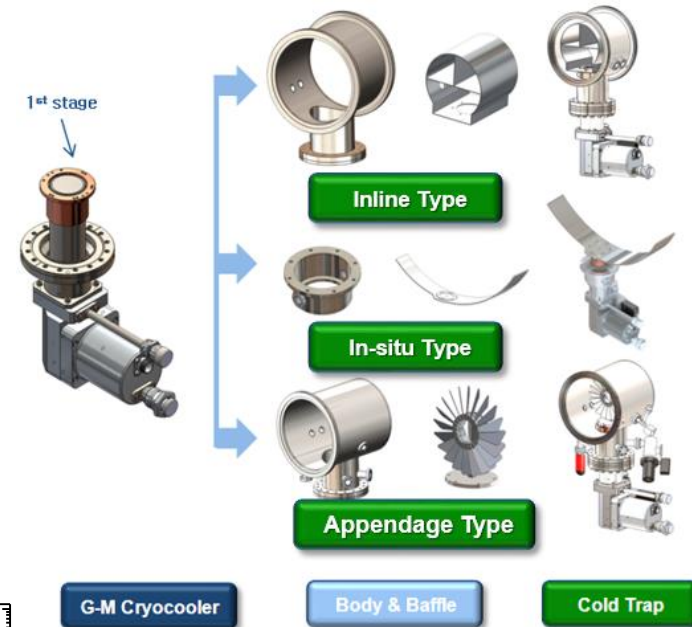 1st stage
Inline Type
In-situ Type
Appendage Type
G-M Cryocooler
Body & Baffle
Cold Trap